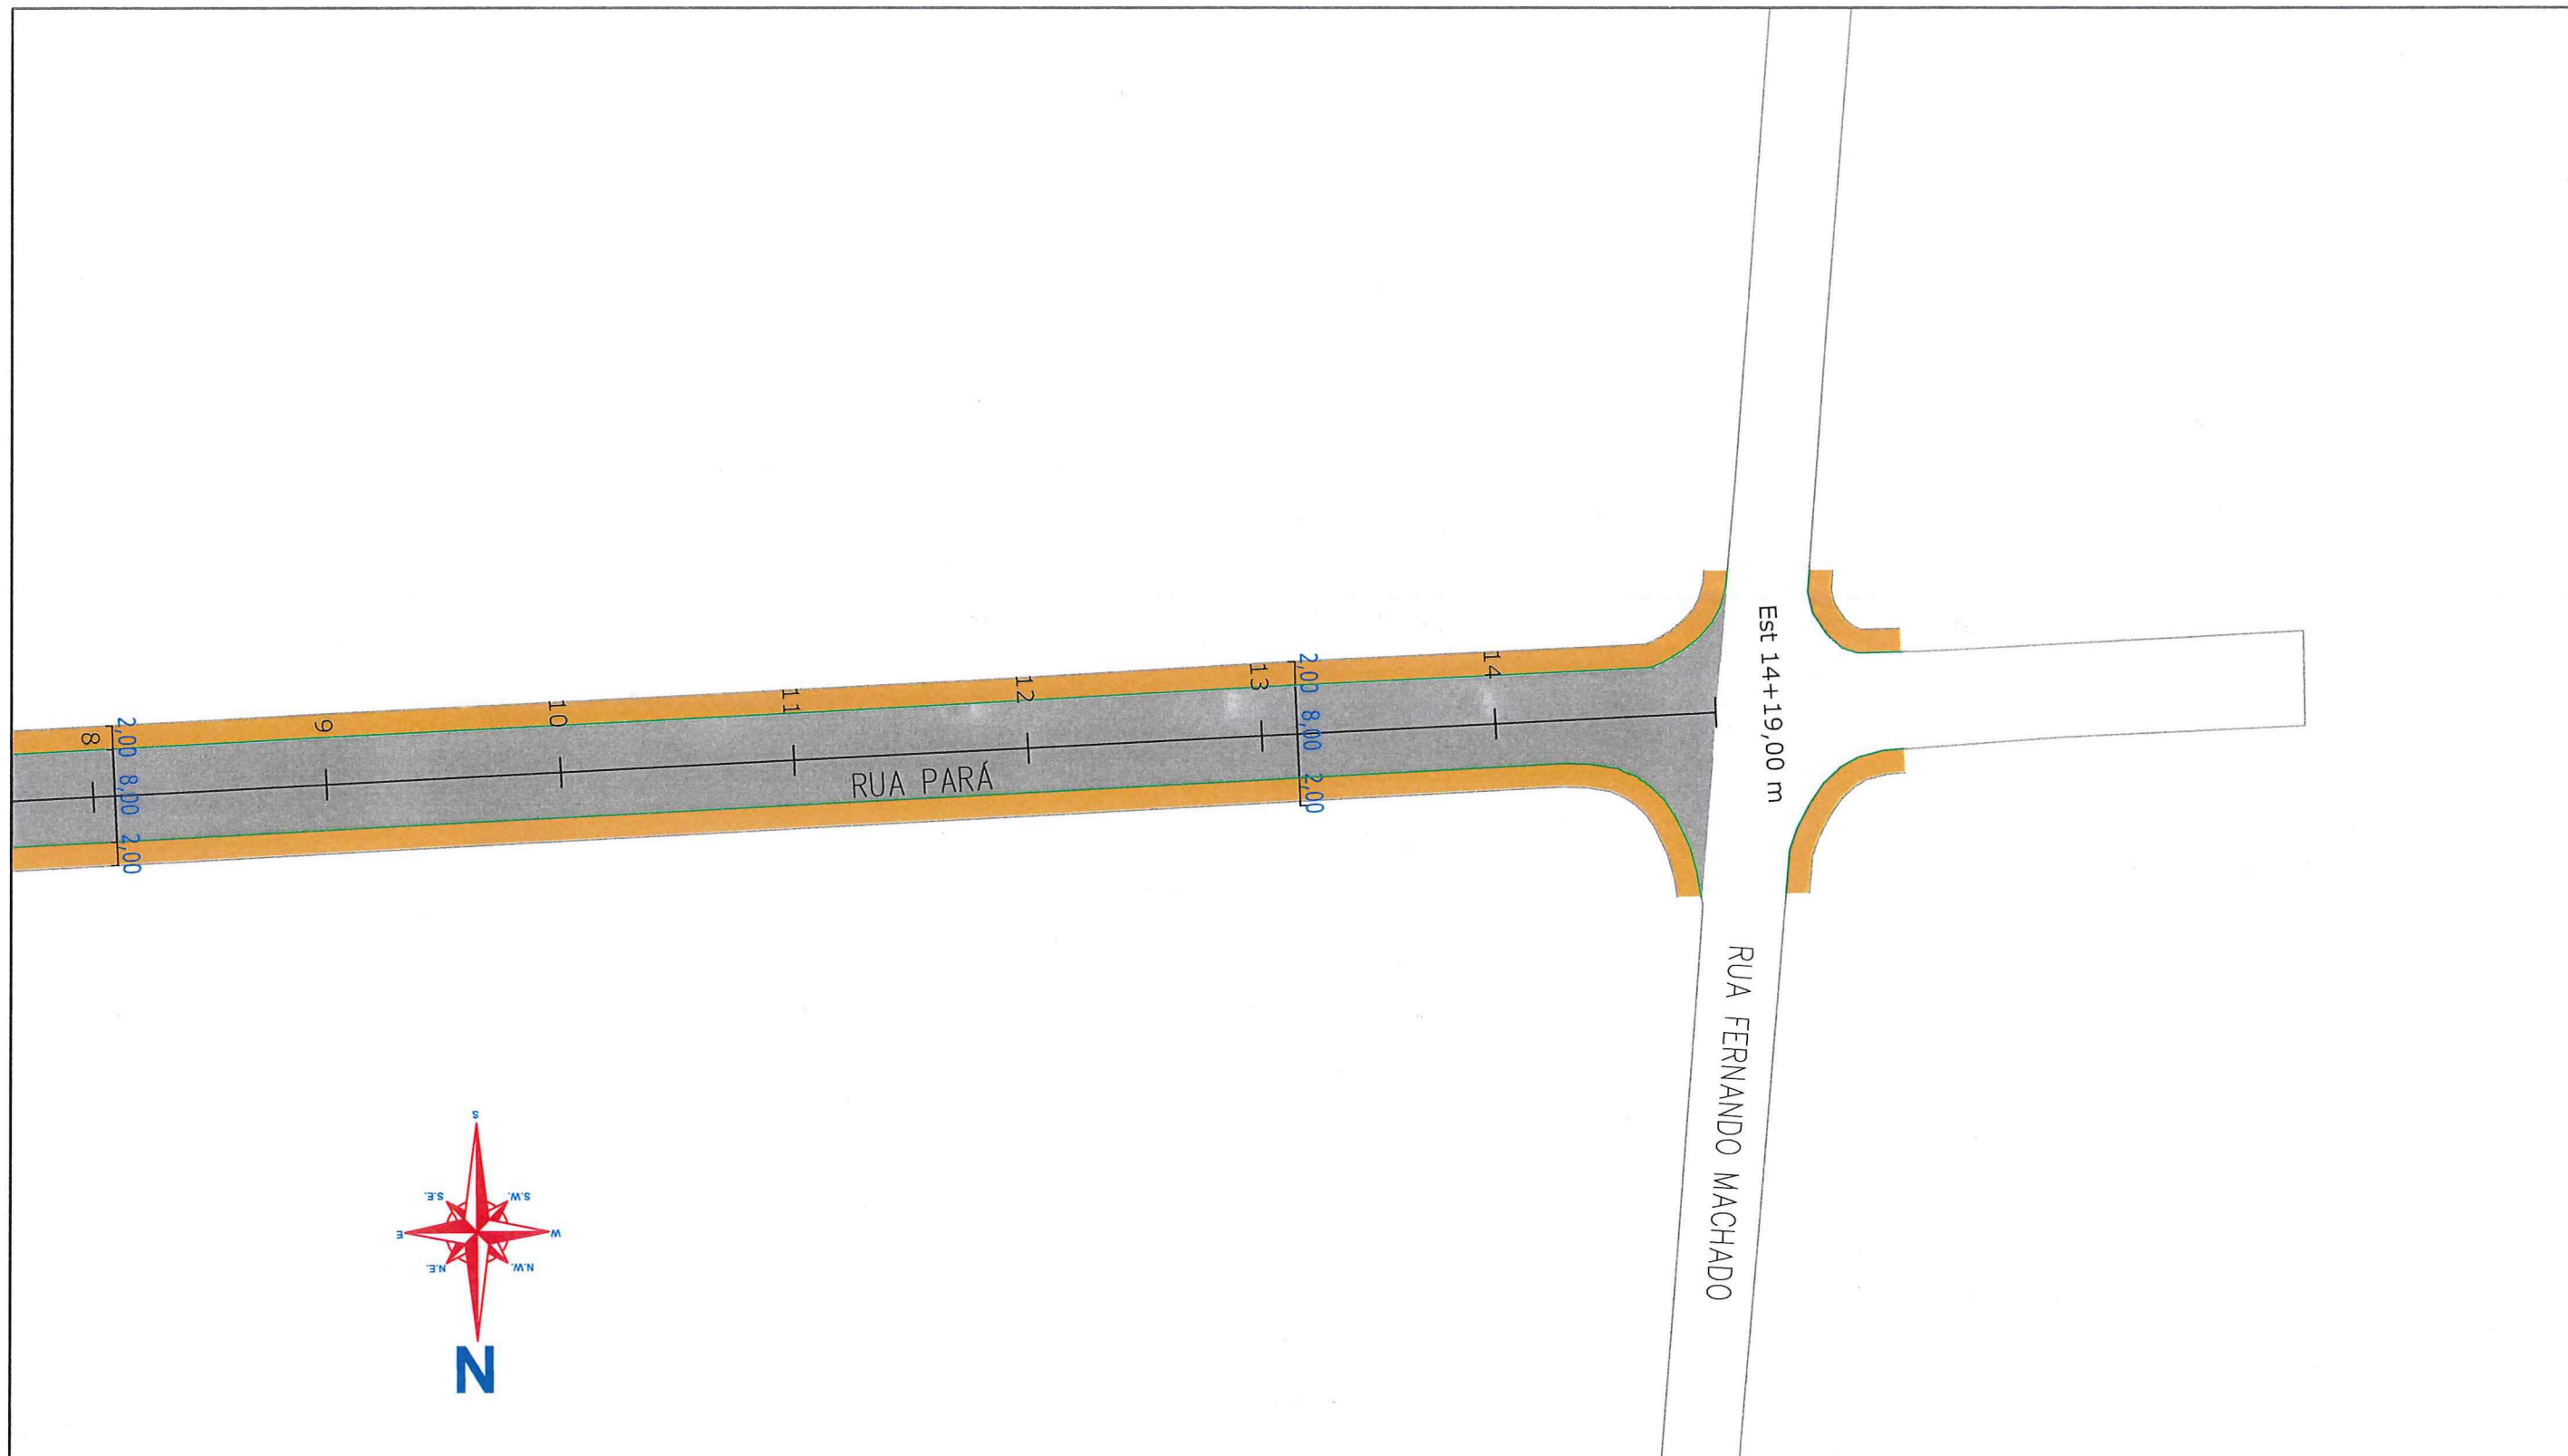 Est 14+19,00 m
14
2,00 8,00 2,00
13
12
11
10
9
8
2,00 8,00 2,00
RUA PARÁ
RUA FERNANDO MACHADO
S
S.E.
S.W.
E
W
N.E.
N.W.
N